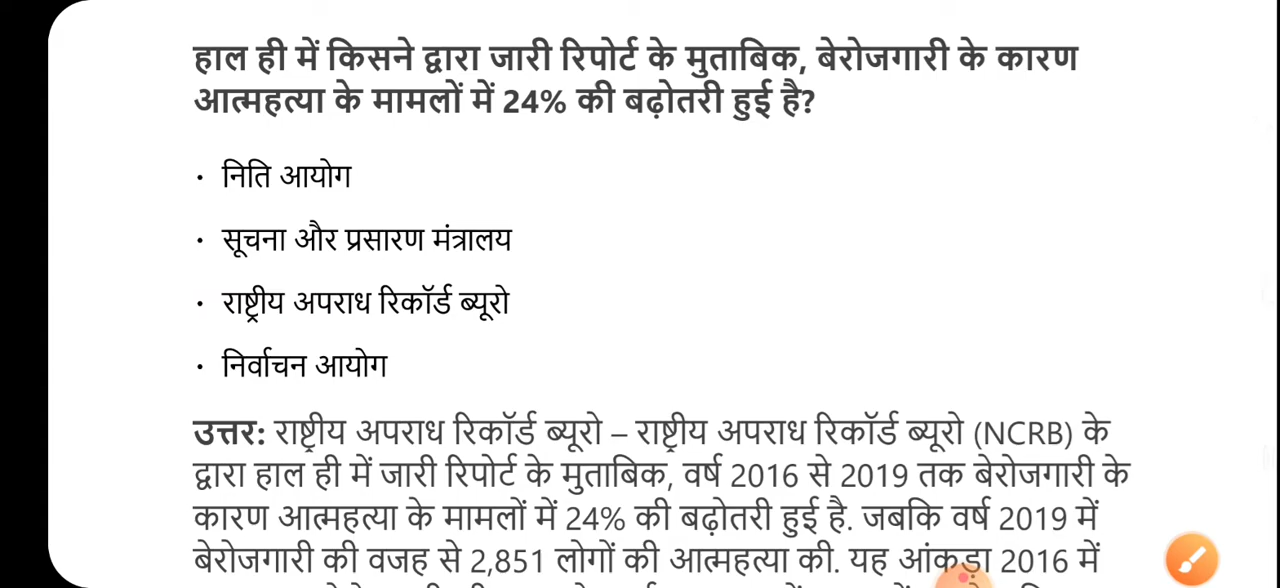 हाल ही में किसने द्वारा जारी रिपोर्ट के मुताबिक, बेरोजगारी के कारण
आत्महत्या के मामलों में 24% की बढ़ोतरी हुई है?
· निति आयोग
· सूचना और प्रसारण मंत्रालय
· राष्ट्रीय अपराध रिकॉर्ड ब्यूरो
· निर्वाचन आयोग
उत्तर: राष्ट्रीय अपराध रिकॉर्ड ब्यूरो – राष्ट्रीय अपराध रिकॉर्ड ब्यूरो (NCRB) के
द्वारा हाल ही में जारी रिपोर्ट के मुताबिक, वर्ष 2016 से 2019 तक बेरोजगारी के
कारण आत्महत्या के मामलों में 24% की बढ़ोतरी हुई है. जबकि वर्ष 2019 में
बेरोजगारी की वजह से 2,851 लोगों की आत्महत्या की. यह आंकड़ा 2016 में